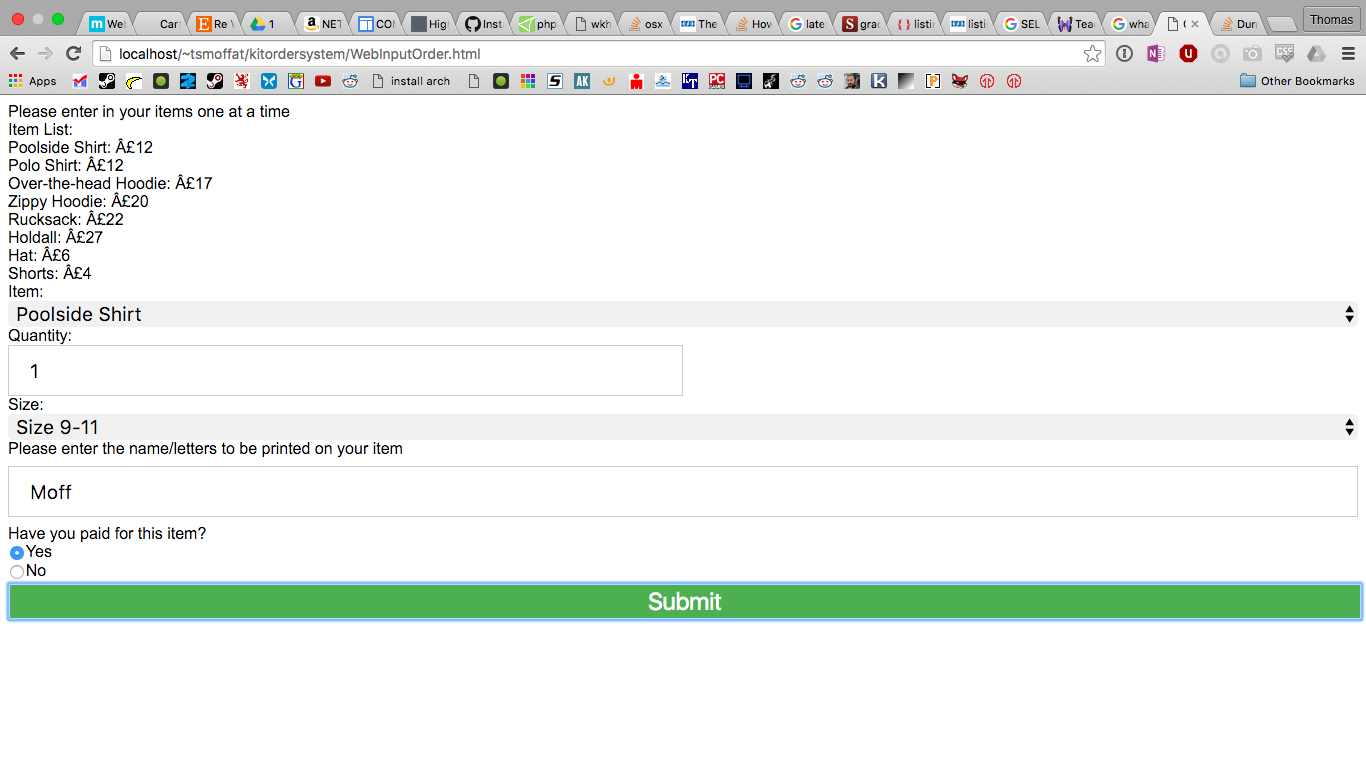 We
Car
Re
1
.NET
COI
High
Inst
php
wkh
osx
The
How
late
grac
listi
listi
SEL
Tea
wha
Dur
Thomas
localhost/~tsmoffat/kitordersystem/WebInputOrder.html
Apps
install arch
Other Bookmarks
Please enter in your items one at a time
Item List:
Poolside Shirt: Â£12
Polo Shirt: Â£12
Over-the-head Hoodie: Â£17
Zippy Hoodie: Â£20
Rucksack: Â£22
Holdall: Â£27
Hat: Â£6
Shorts: Â£4
Item:
Poolside Shirt
Quantity:
1
Size:
Size 9-11
Please enter the name/letters to be printed on your item
Moff
Have you paid for this item?
Yes
No
Submit